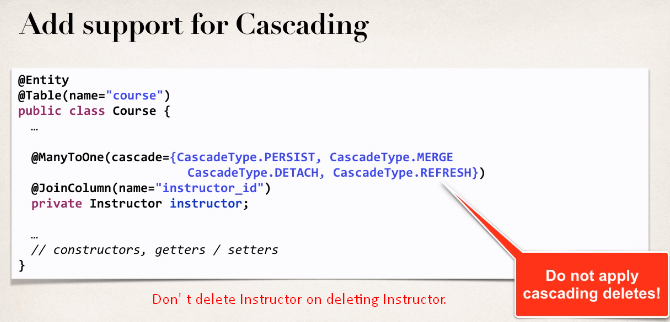 Add support for Cascading
@Entity
@Table(name="course")
public class Course {
…
@ManyToOne(cascade={CascadeType.PERSIST, CascadeType.MERGE
CascadeType.DETACH, CascadeType.REFRESH})
@JoinColumn(name="instructor_id")
private Instructor instructor;
…
// constructors, getters / setters
}
Do not apply
cascading deletes!
Don't delete Instructor on deleting Instructor.